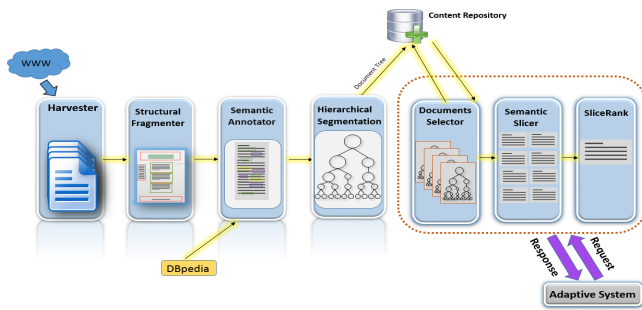 Content Repository
WWW
Document Tree
Harvester
Structural
Fragmenter
Semantic
Annotator
Hierarchical
Segmentation
Documents
Selector
Semantic
Slicer
SliceRank
DBpedia
Response
Request
Adaptive System